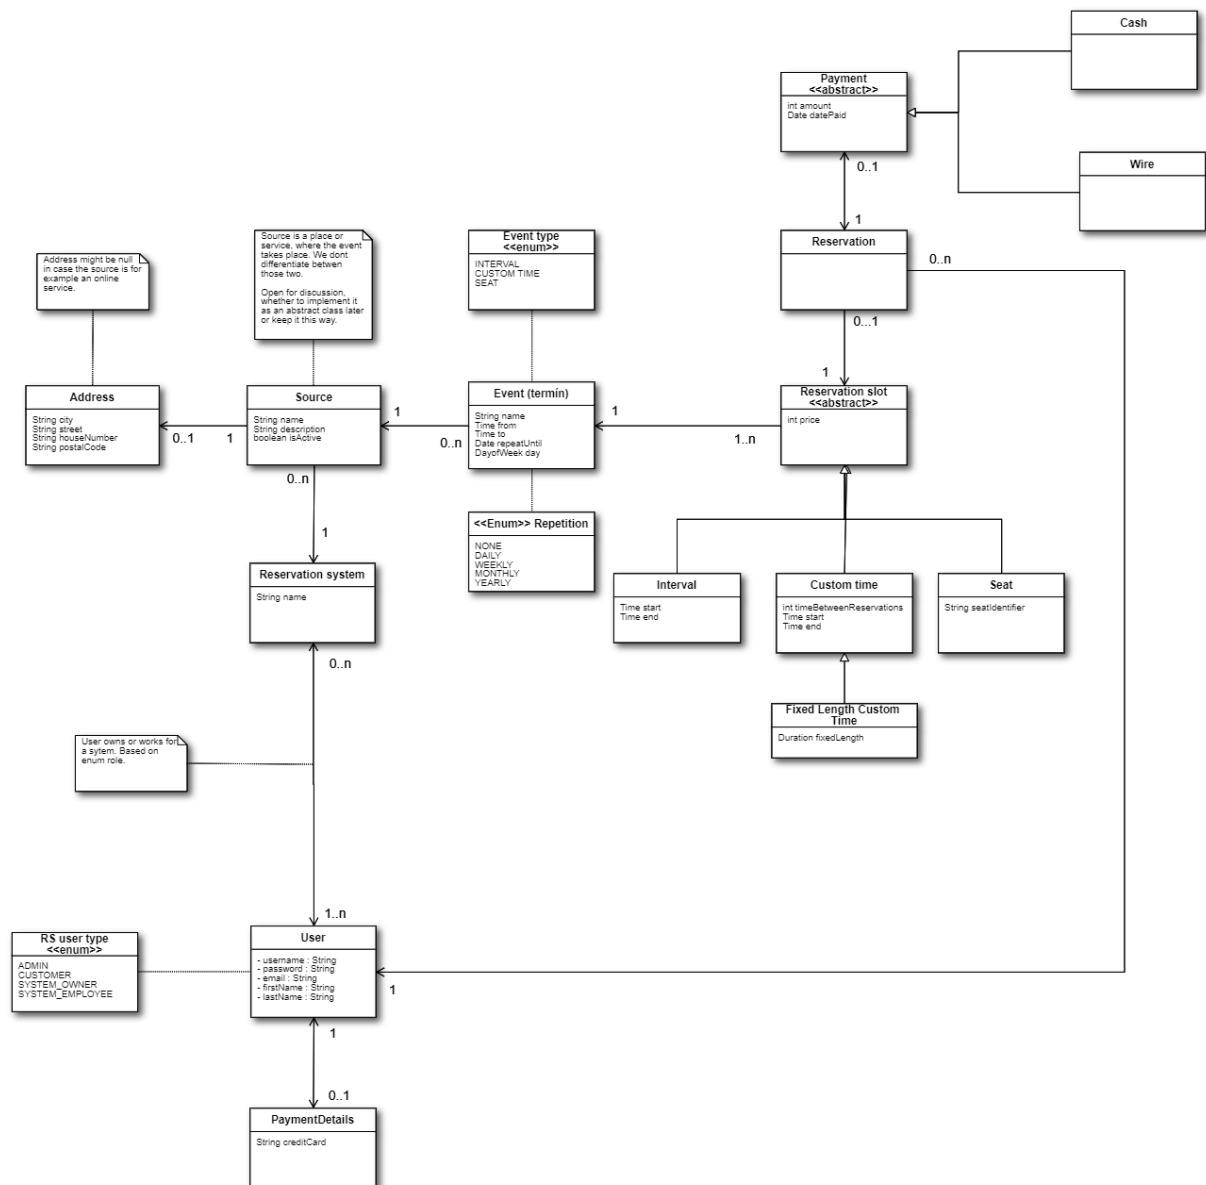 Cash
Payment
<<abstract>>
int amount
Date datePaid
0..1
Wire
1
Reservation
0..n
0...1
Source is a place or
service, where the event
takes place. We dont
differentiate betwen
those two.
Open for discussion,
whether to implement it
as an abstract class later
or keep it this way.
Event type
<<enum>>
INTERVAL
CUSTOM TIME
SEAT
Address might be null
in case the source is for
example an online
service.
1
Address
String city
String street
String houseNumber
String postalCode
0..1
1
Source
String name
String description
boolean isActive
1
0..n
Event (termín)
String name
Time from
Time to
Date repeatUntil
DayofWeek day
1
1..n
Reservation slot
<<abstract>>
int price
0..n
1
<<Enum>> Repetition
NONE
DAILY
WEEKLY
MONTHLY
YEARLY
Reservation system
String name
0..n
Interval
Time start
Time end
Custom time
int timeBetweenReservations
Time start
Time end
Seat
String seatIdentifier
Fixed Length Custom
Time
Duration fixedLength
User owns or works for
a sytem. Based on
enum role.
1..n
RS user type
<<enum>>
ADMIN
CUSTOMER
SYSTEM_OWNER
SYSTEM_EMPLOYEE
User
- username : String
- password : String
- email : String
- firstName : String
- lastName : String
1
1
0..1
PaymentDetails
String creditCard